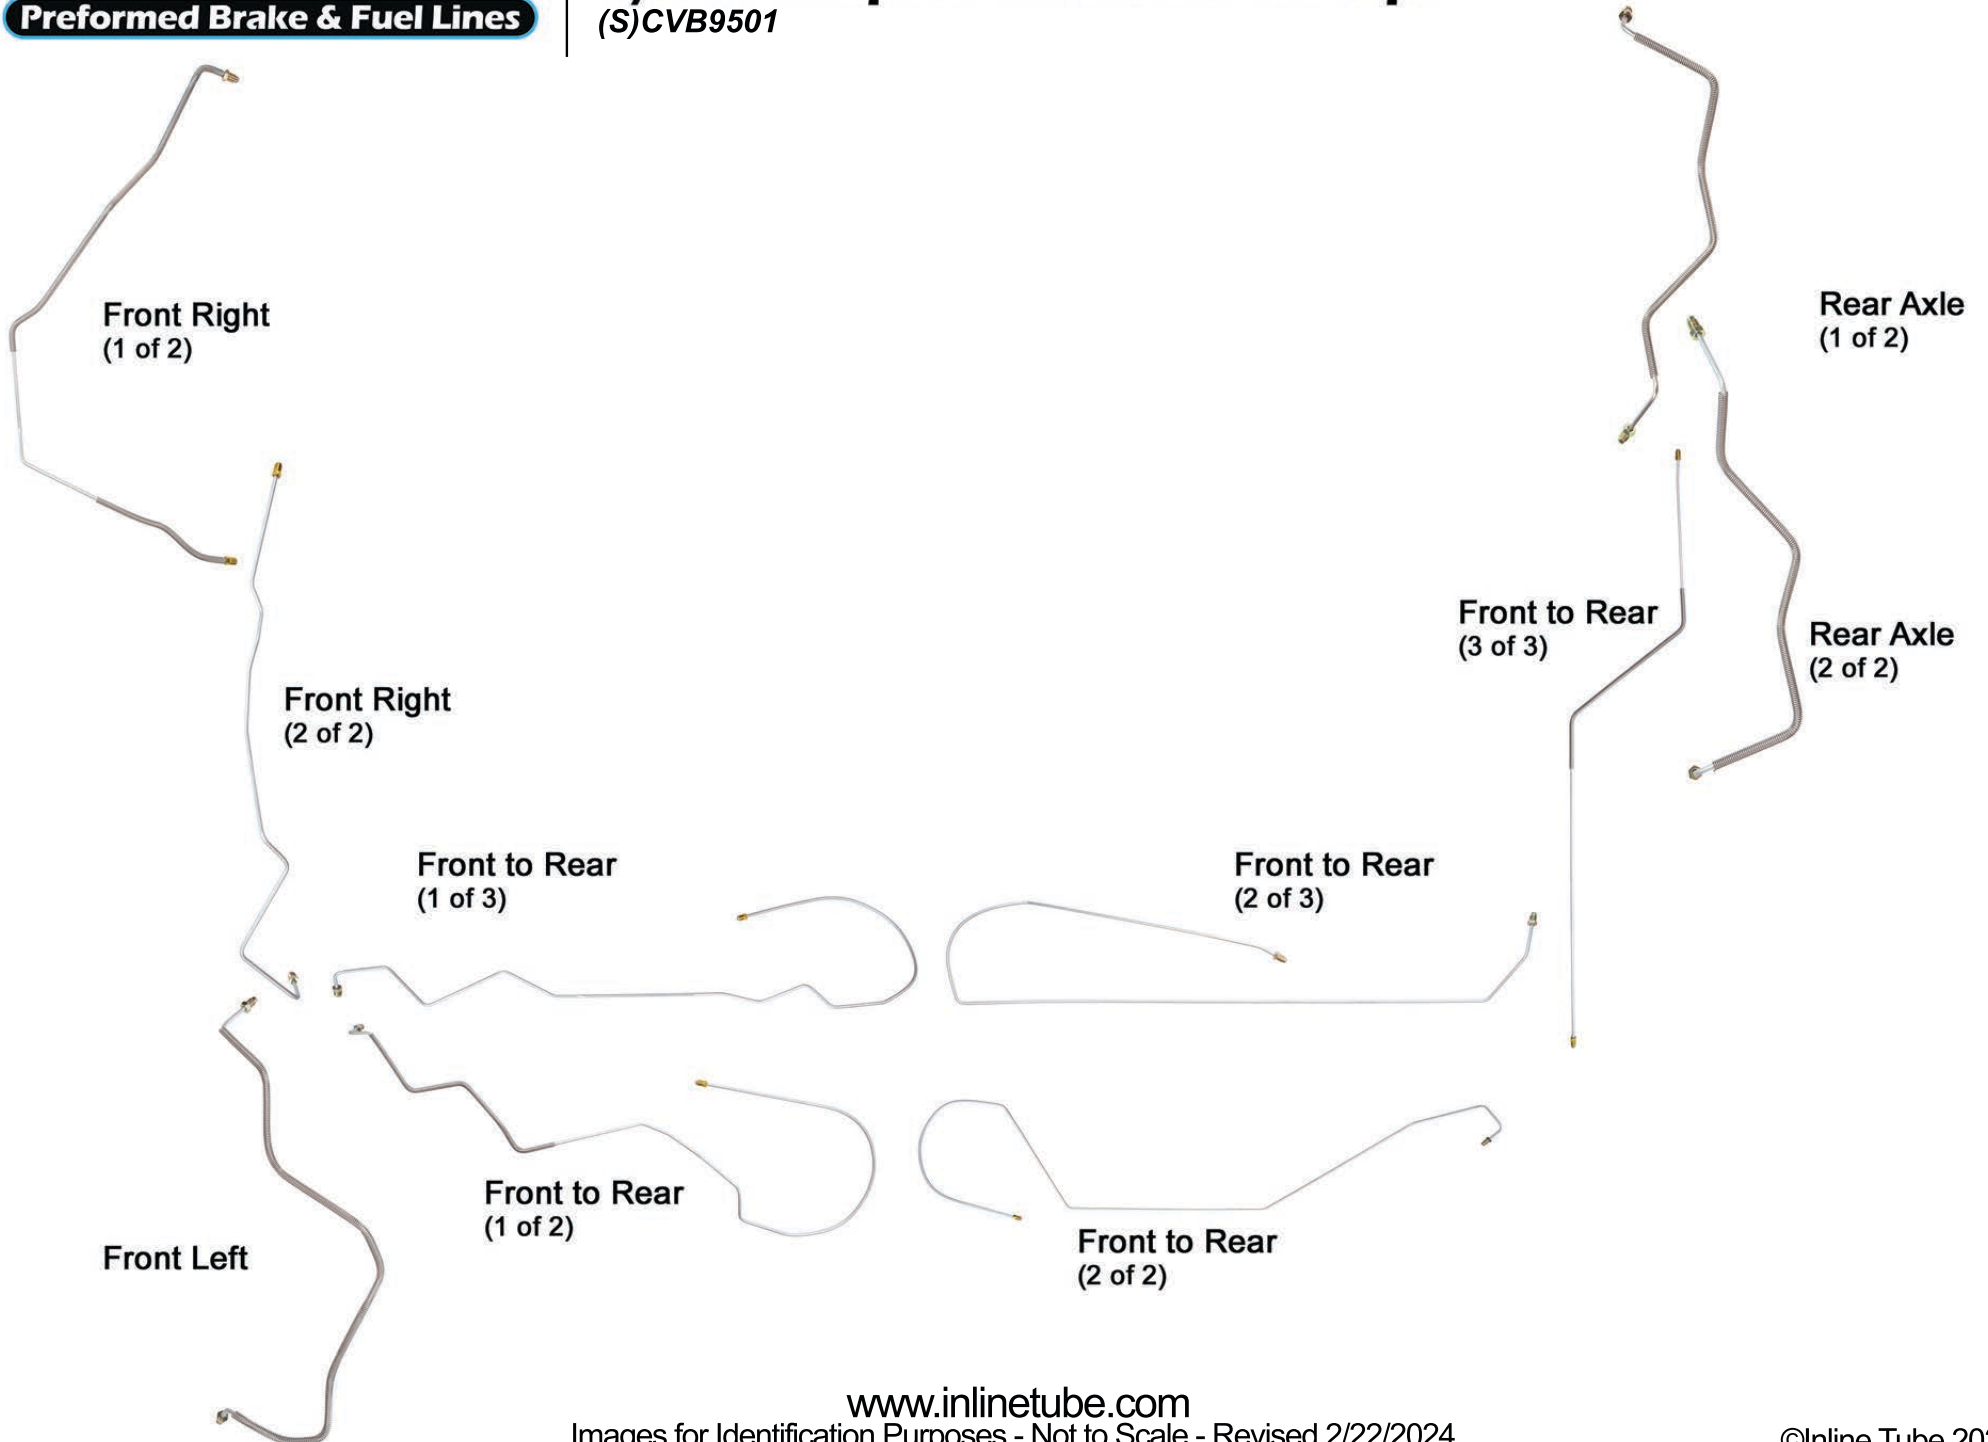 Preformed Brake & Fuel Lines
(S)CVB9501
Front Right
(1 of 2)
Rear Axle
(1 of 2)
Front to Rear
(3 of 3)
Rear Axle
(2 of 2)
Front Right
(2 of 2)
Front to Rear
(1 of 3)
Front to Rear
(2 of 3)
Front to Rear
(1 of 2)
Front Left
Front to Rear
(2 of 2)
www.inlinetube.com
Images for Identification Purposes - Not to Scale - Revised 2/22/2024
©Inline Tube